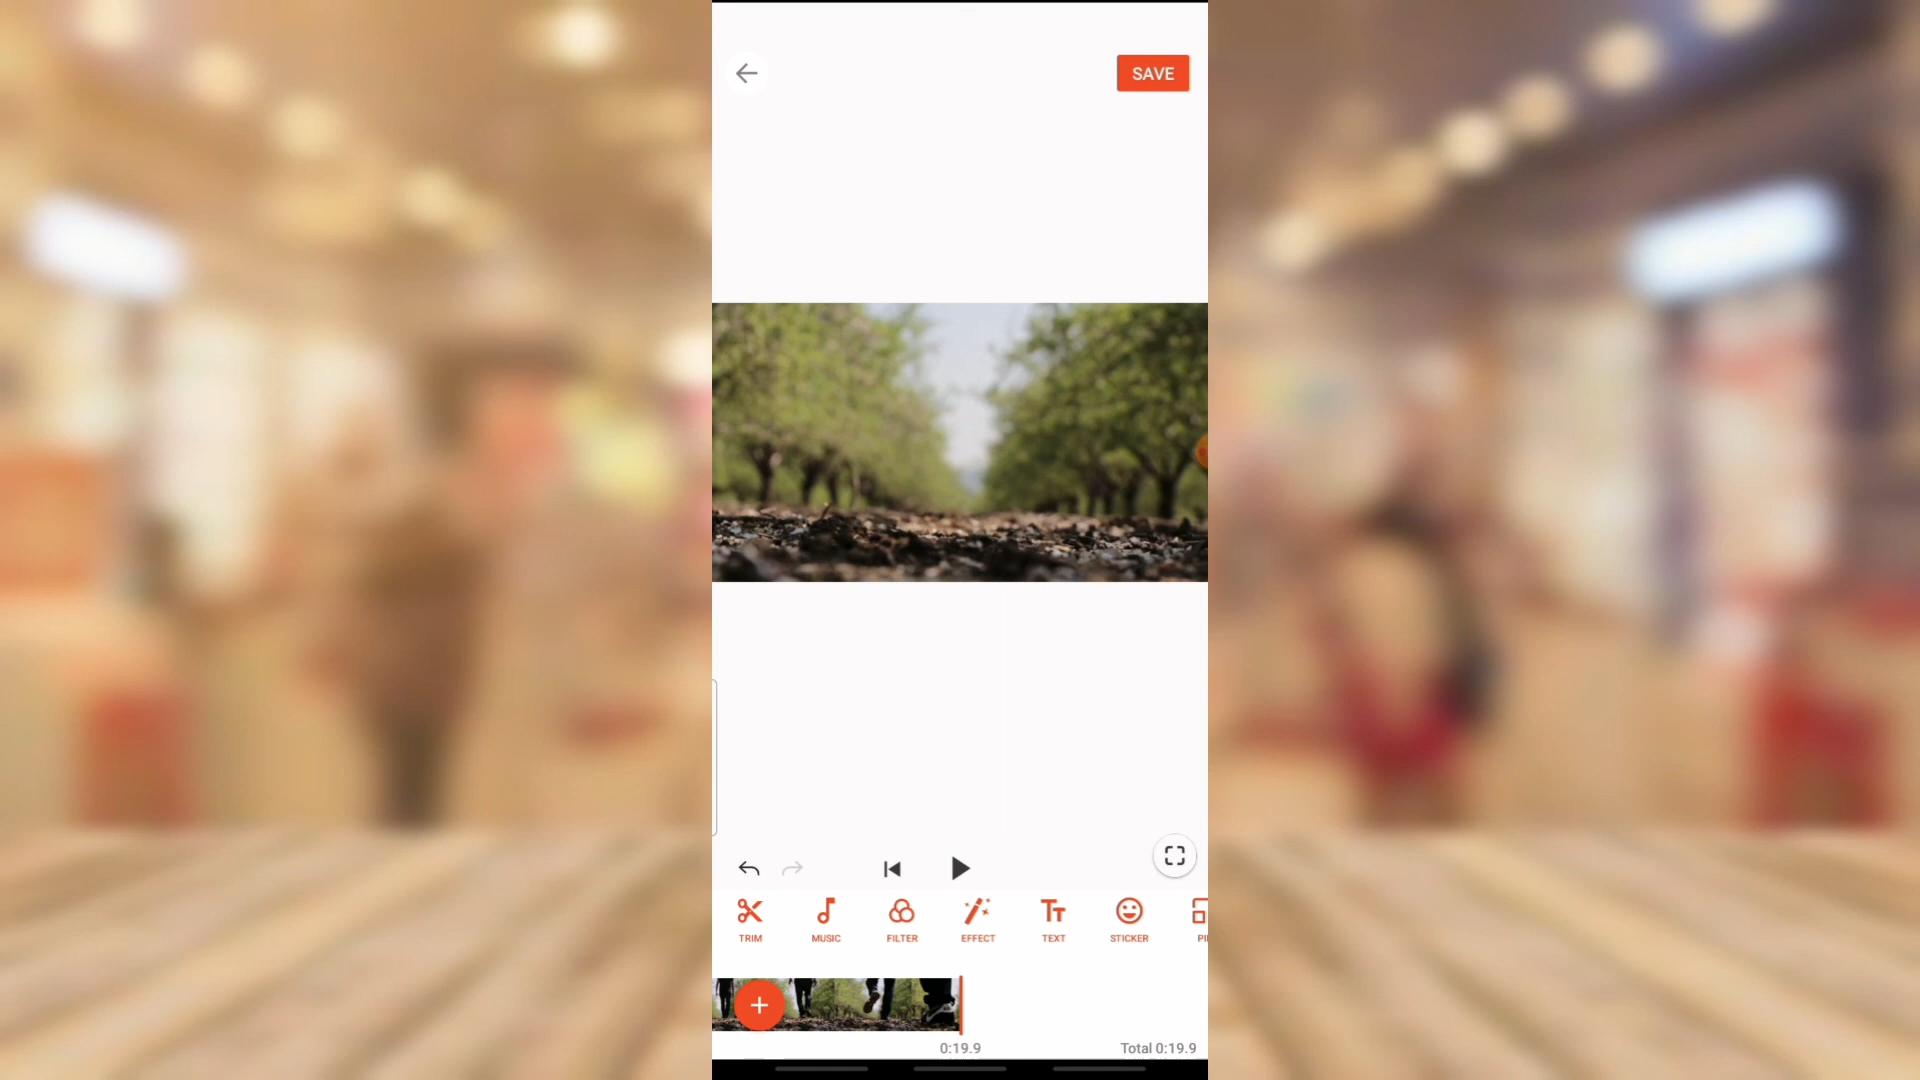 SAVE
TRIM
MUSIC
FILTER
EFFECT
TEXT
STICKER
0:19.9
Total 0:19.9